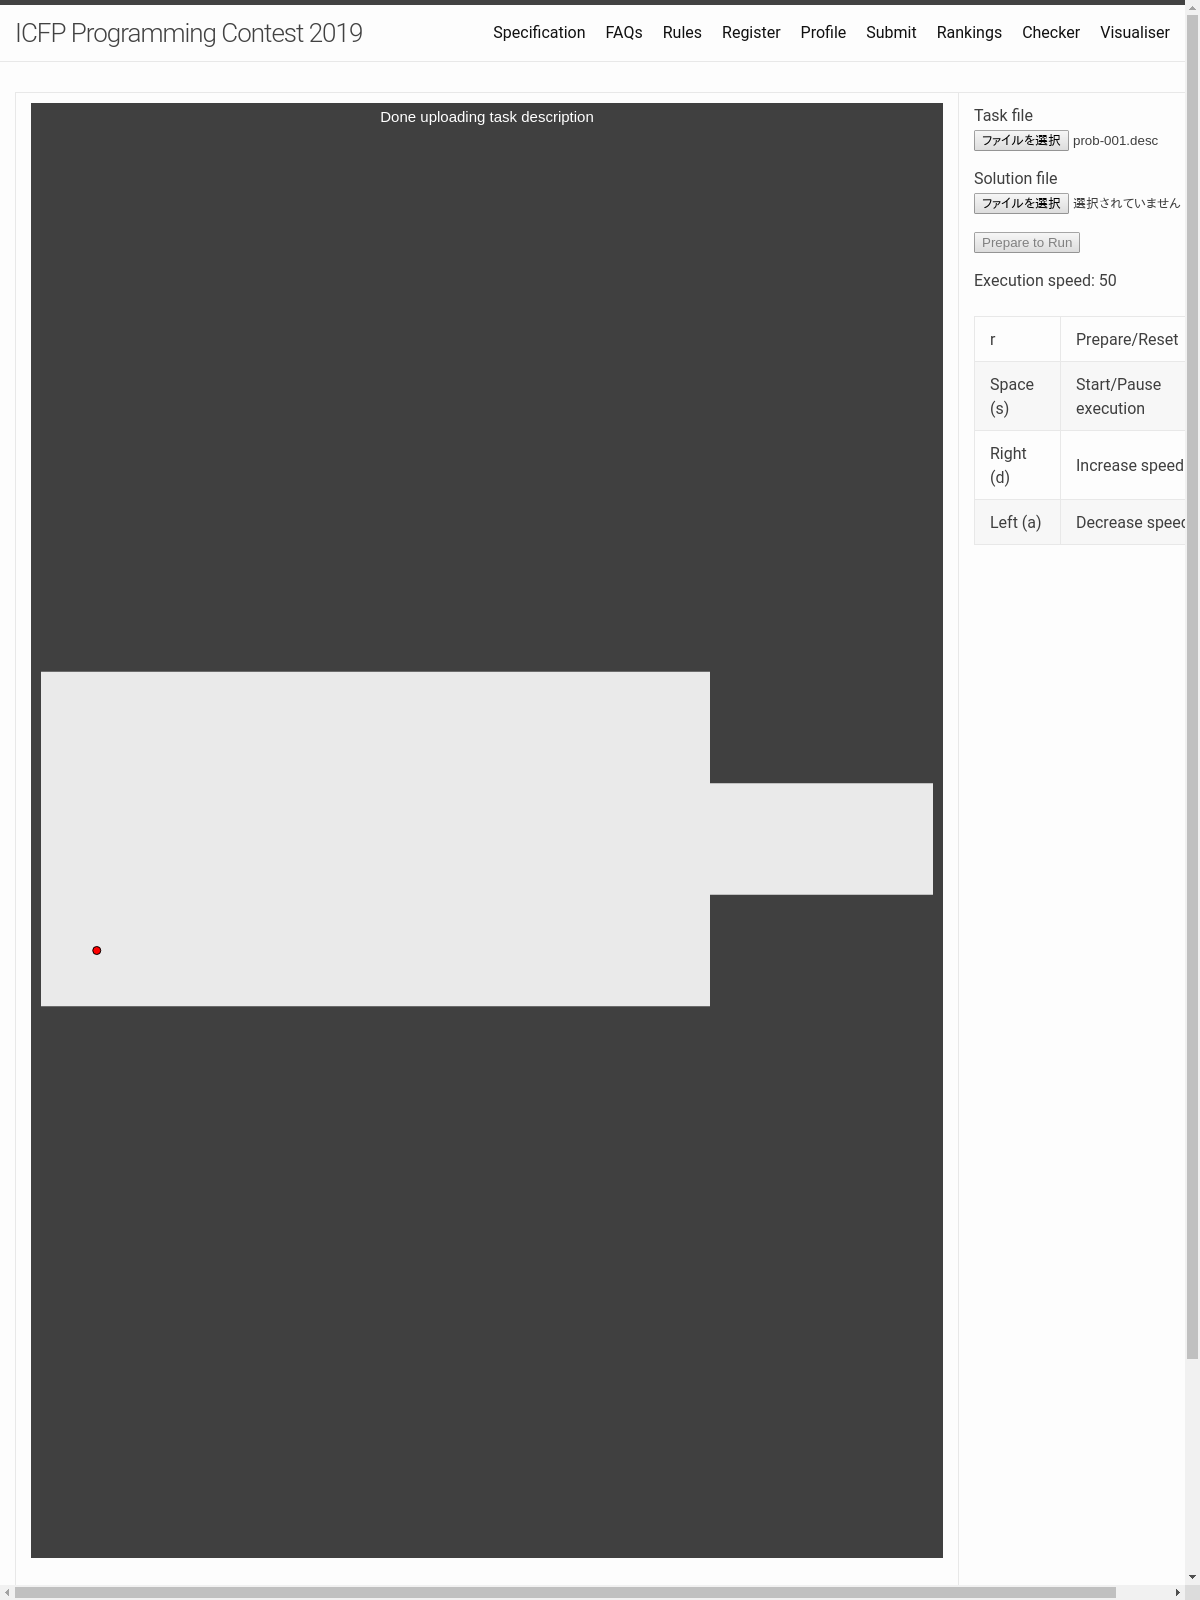 ICFP Programming Contest 2019
Specification FAQs Rules Register Profile Submit Rankings Checker Visualiser
Done uploading task description
Task file
ファイルを選択 prob-001.desc
Solution file
ファイルを選択 選択されていません
Prepare to Run
Execution speed: 50
r Prepare/Reset
Space (s) Start/Pause execution
Right (d) Increase speed
Left (a) Decrease speed